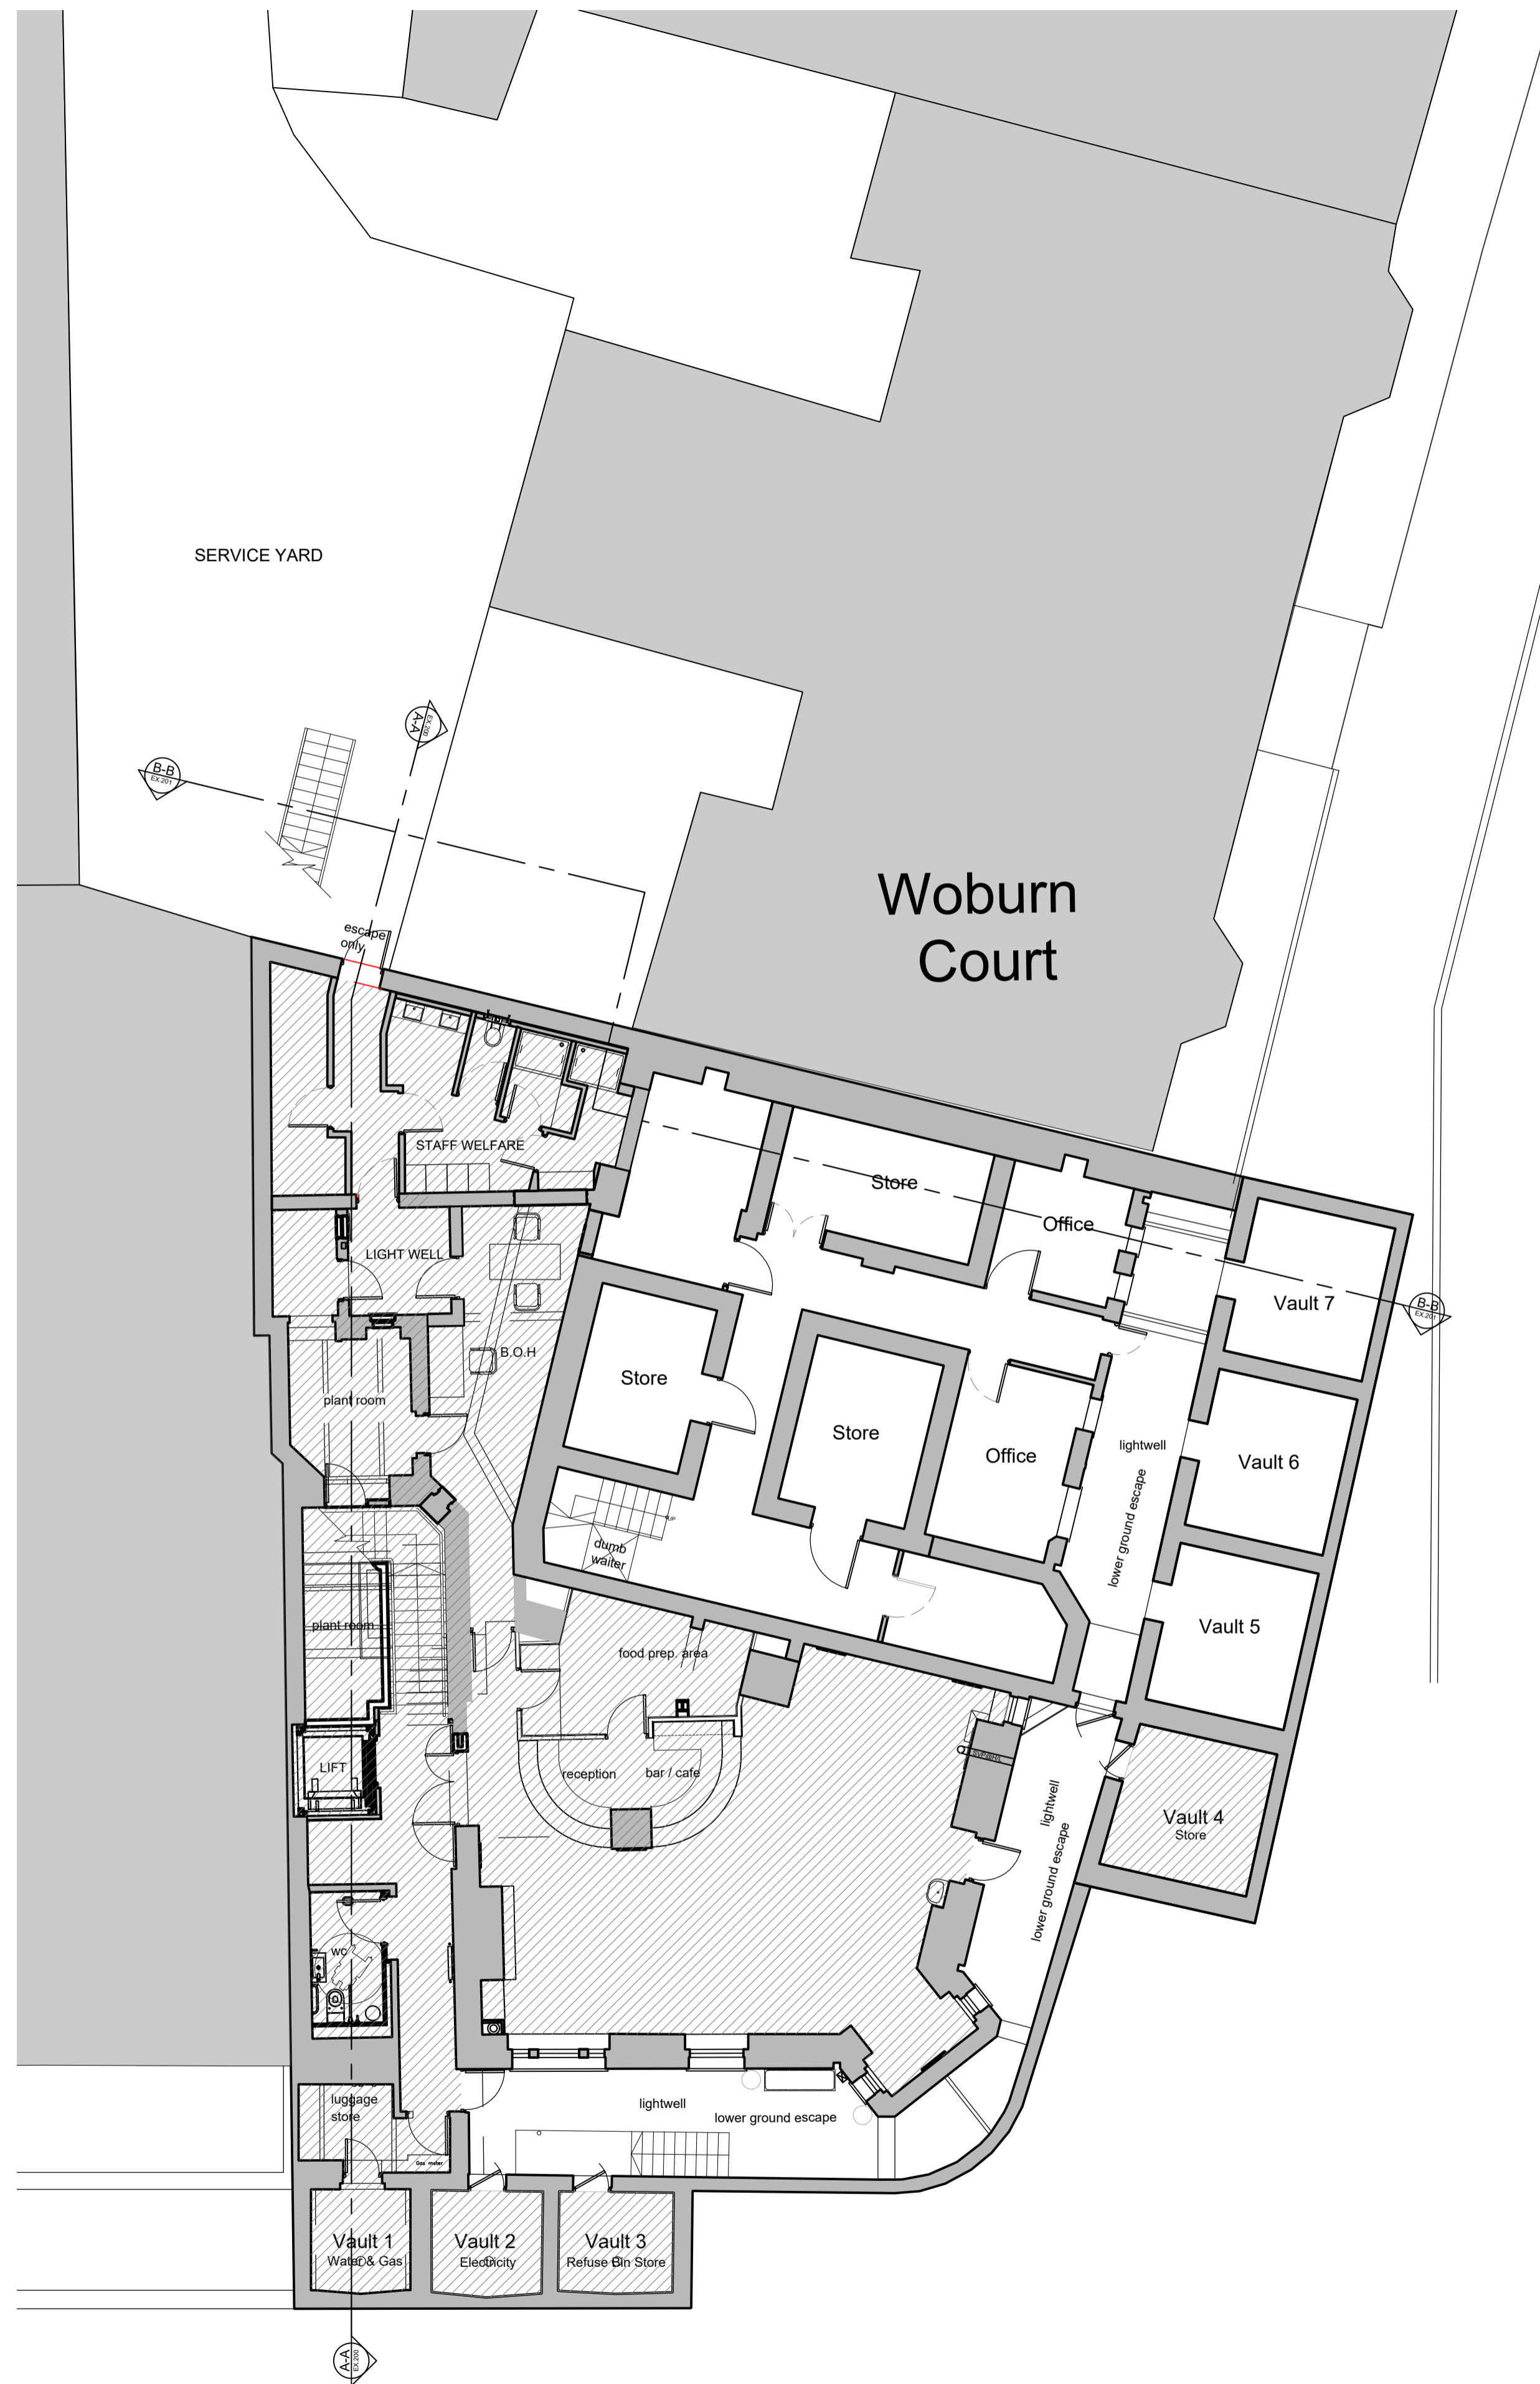 SERVICE YARD
A-A
EX.200
B-B
EX.201
Woburn
Court
escape
only
STAFF WELFARE
Store
Office
LIGHT WELL
Vault 7
B-B
EX.201
B.O.H
Store
plant room
Store
Office
lightwell
Vault 6
lower ground escape
UP
dumb
waiter
plant room
Vault 5
food prep. area
LIFT
reception
bar / cafe
lightwell
Vault 4
Store
lower ground escape
wc
luggage
store
lightwell
lower ground escape
Gas meter
Vault 1
Water & Gas
Vault 2
Electricity
Vault 3
Refuse Bin Store
A-A
EX.200